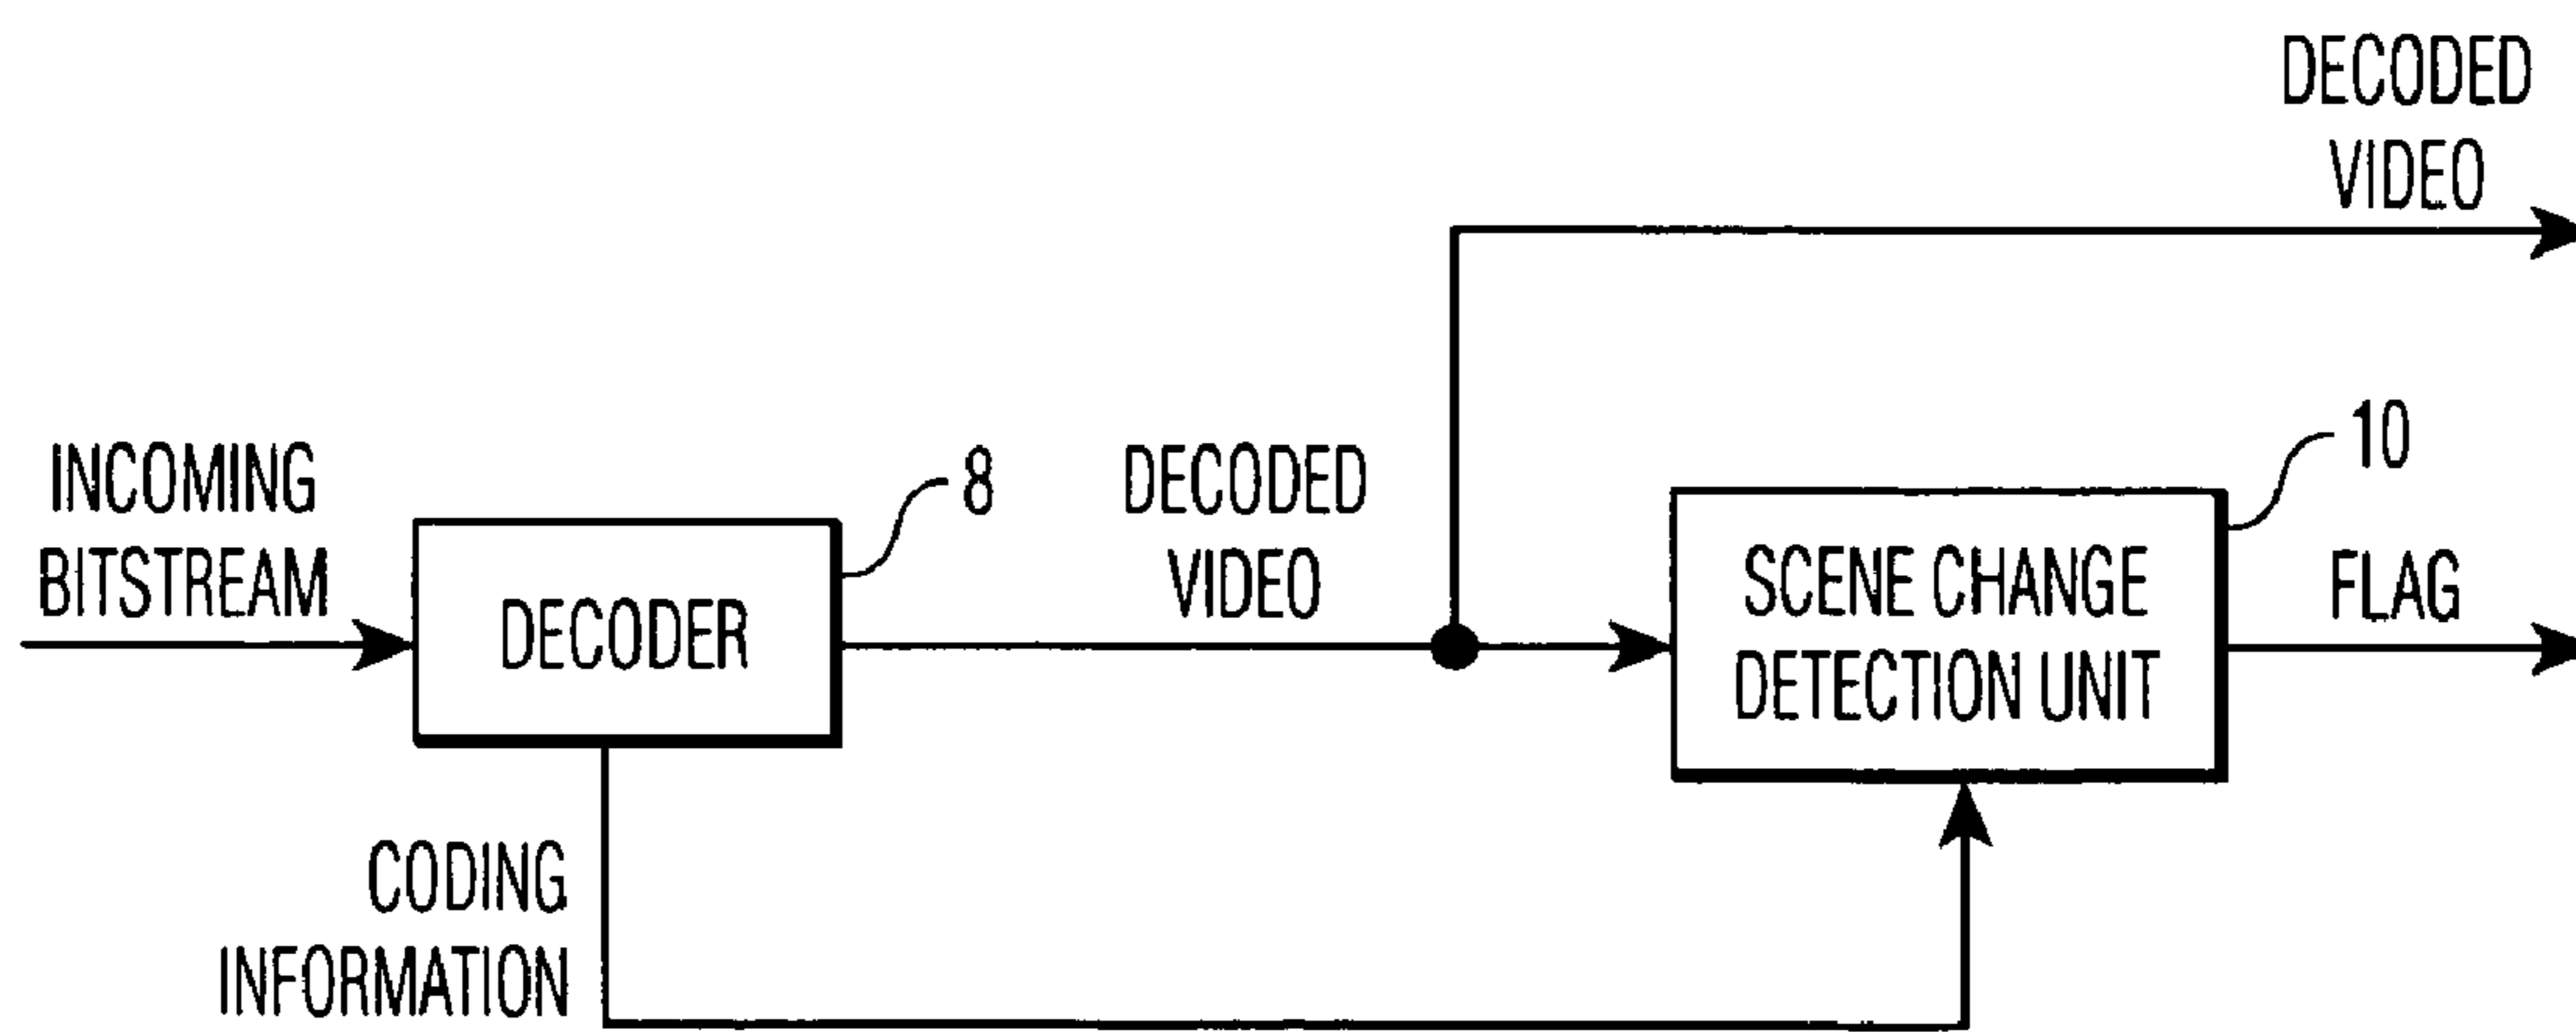 DECODED
VIDEO
INCOMING
BITSTREAM
DECODER
8
DECODED
VIDEO
SCENE CHANGE
DETECTION UNIT
10
FLAG
CODING
INFORMATION